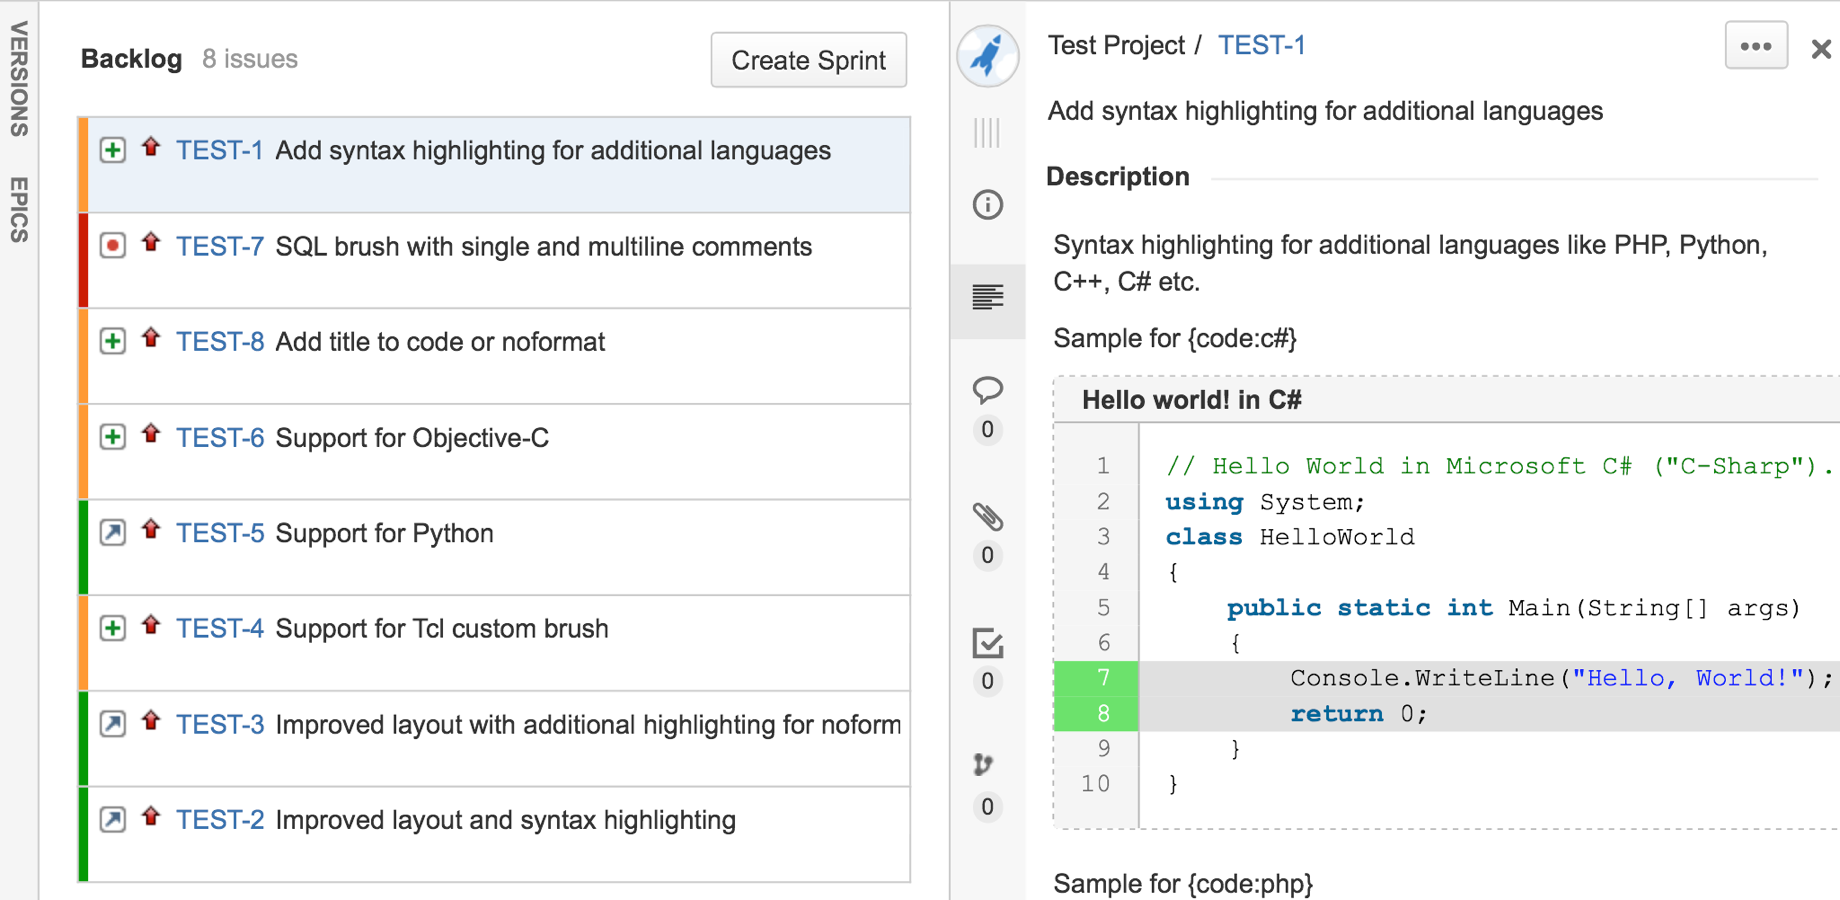 VERSIONS
EPICS
Backlog 8 issues
Create Sprint
TEST-1 Add syntax highlighting for additional languages
TEST-7 SQL brush with single and multiline comments
TEST-8 Add title to code or noformat
TEST-6 Support for Objective-C
TEST-5 Support for Python
TEST-4 Support for Tcl custom brush
TEST-3 Improved layout with additional highlighting for noform
TEST-2 Improved layout and syntax highlighting
0
0
0
0
Test Project / TEST-1
Add syntax highlighting for additional languages
Description
Syntax highlighting for additional languages like PHP, Python,
C++, C# etc.
Sample for {code:c#}
Hello world! in C#
1 // Hello World in Microsoft C# ("C-Sharp").
2 using System;
3 class HelloWorld
4 {
5 public static int Main(String[] args)
6 {
7 Console.WriteLine("Hello, World!");
8 return 0;
9 }
10 }
Sample for {code:php}